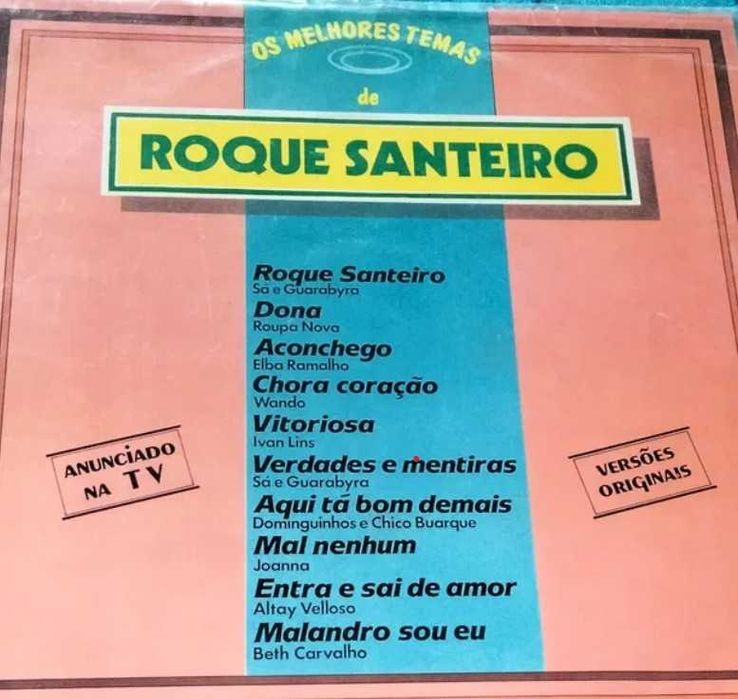 OS MELHORES TEMAS
de
ROQUE SANTEIRO
Roque Santeiro
Sá e Guarabyra
Dona
Roupa Nova
Aconchego
Elba Ramalho
Chora coração
Wando
Vitoriosa
Ivan Lins
Verdades e mentiras
Sá e Guarabyra
Aqui tá bom demais
Dominguinhos e Chico Buarque
Mal nenhum
Joanna
Entra e sai de amor
Altay Velloso
Malandro sou eu
Beth Carvalho
ANUNCIADO
NA TV
VERSÕES
ORIGINAIS